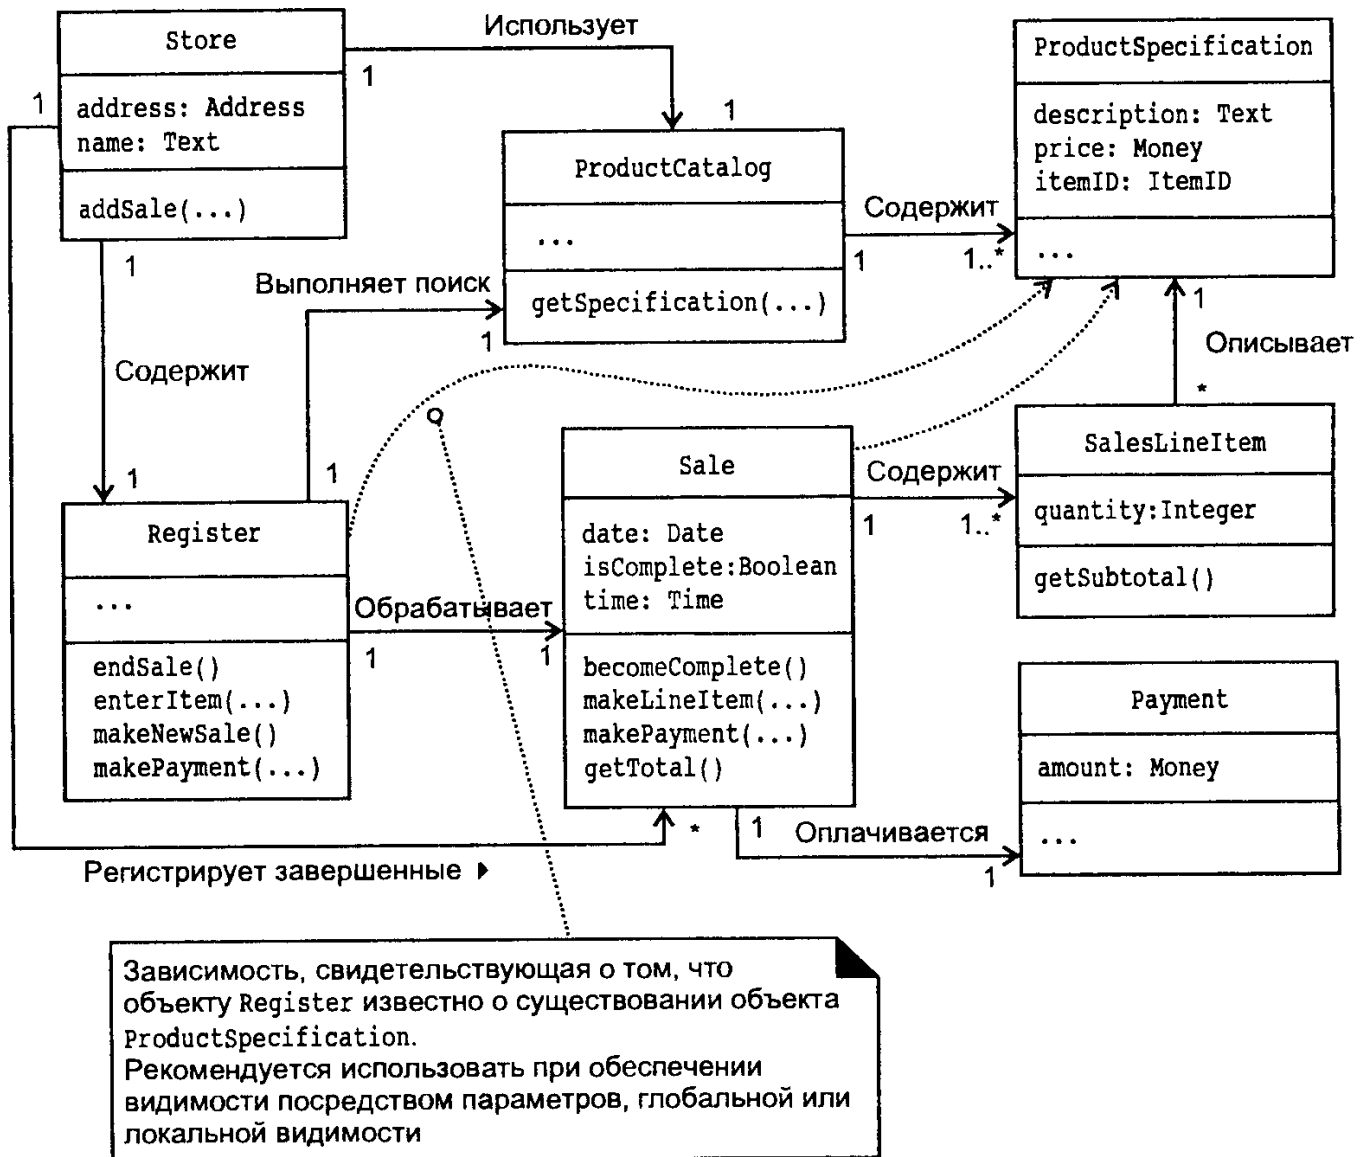 Store
address: Address
name: Text
addSale(...)
1
1
1
Использует
1
ProductCatalog
...
getSpecification(...)
ProductSpecification
description: Text
price: Money
itemID: ItemID
...
Содержит
1
1..*
Выполняет поиск
1
1
Содержит
1
1
Описывает
*
Register
...
endSale()
enterItem(...)
makeNewSale()
makePayment(...)
Обрабатывает
1
1
Sale
date: Date
isComplete:Boolean
time: Time
becomeComplete()
makeLineItem(...)
makePayment(...)
getTotal()
Содержит
1
1..*
SalesLineItem
quantity:Integer
getSubtotal()
Payment
amount: Money
...
*
1
Оплачивается
1
Регистрирует завершенные
Зависимость, свидетельствующая о том, что
объекту Register известно о существовании объекта
ProductSpecification.
Рекомендуется использовать при обеспечении
видимости посредством параметров, глобальной или
локальной видимости